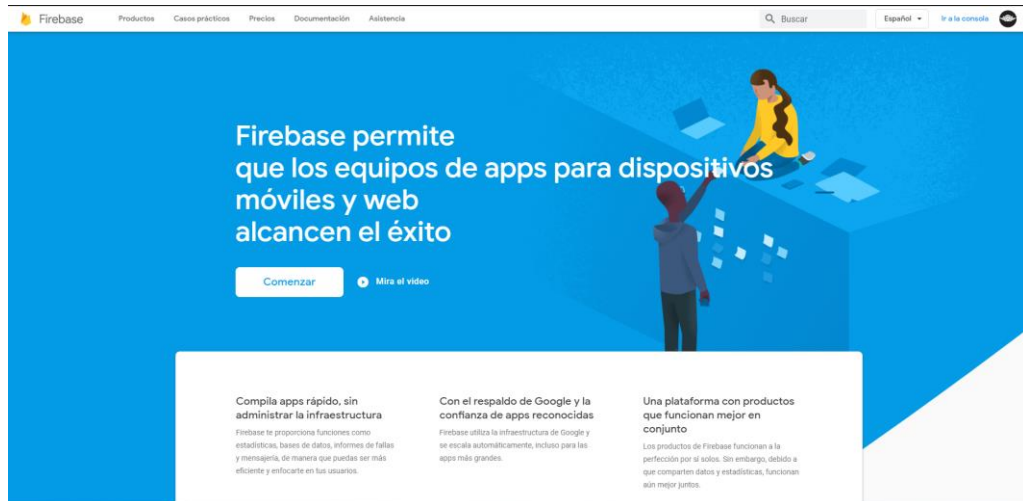 Firebase
Productos
Casos prácticos
Precios
Documentación
Asistencia
Buscar
Español
Ir a la consola
Firebase permite
que los equipos de apps para dispositivos
móviles y web
alcancen el éxito
Comenzar
Mira el video
Compila apps rápido, sin
administrar la infraestructura
Firebase te proporciona funciones como
estadísticas, bases de datos, informes de fallas
y mensajería, de manera que puedas ser más
eficiente y enfocarte en tus usuarios.
Con el respaldo de Google y la
confianza de apps reconocidas
Firebase utiliza la infraestructura de Google y
se escala automáticamente, incluso para las
apps más grandes.
Una plataforma con productos
que funcionan mejor en
conjunto
Los productos de Firebase funcionan a la
perfección por sí solos. Sin embargo, debido a
que comparten datos y estadísticas, funcionan
aún mejor juntos.